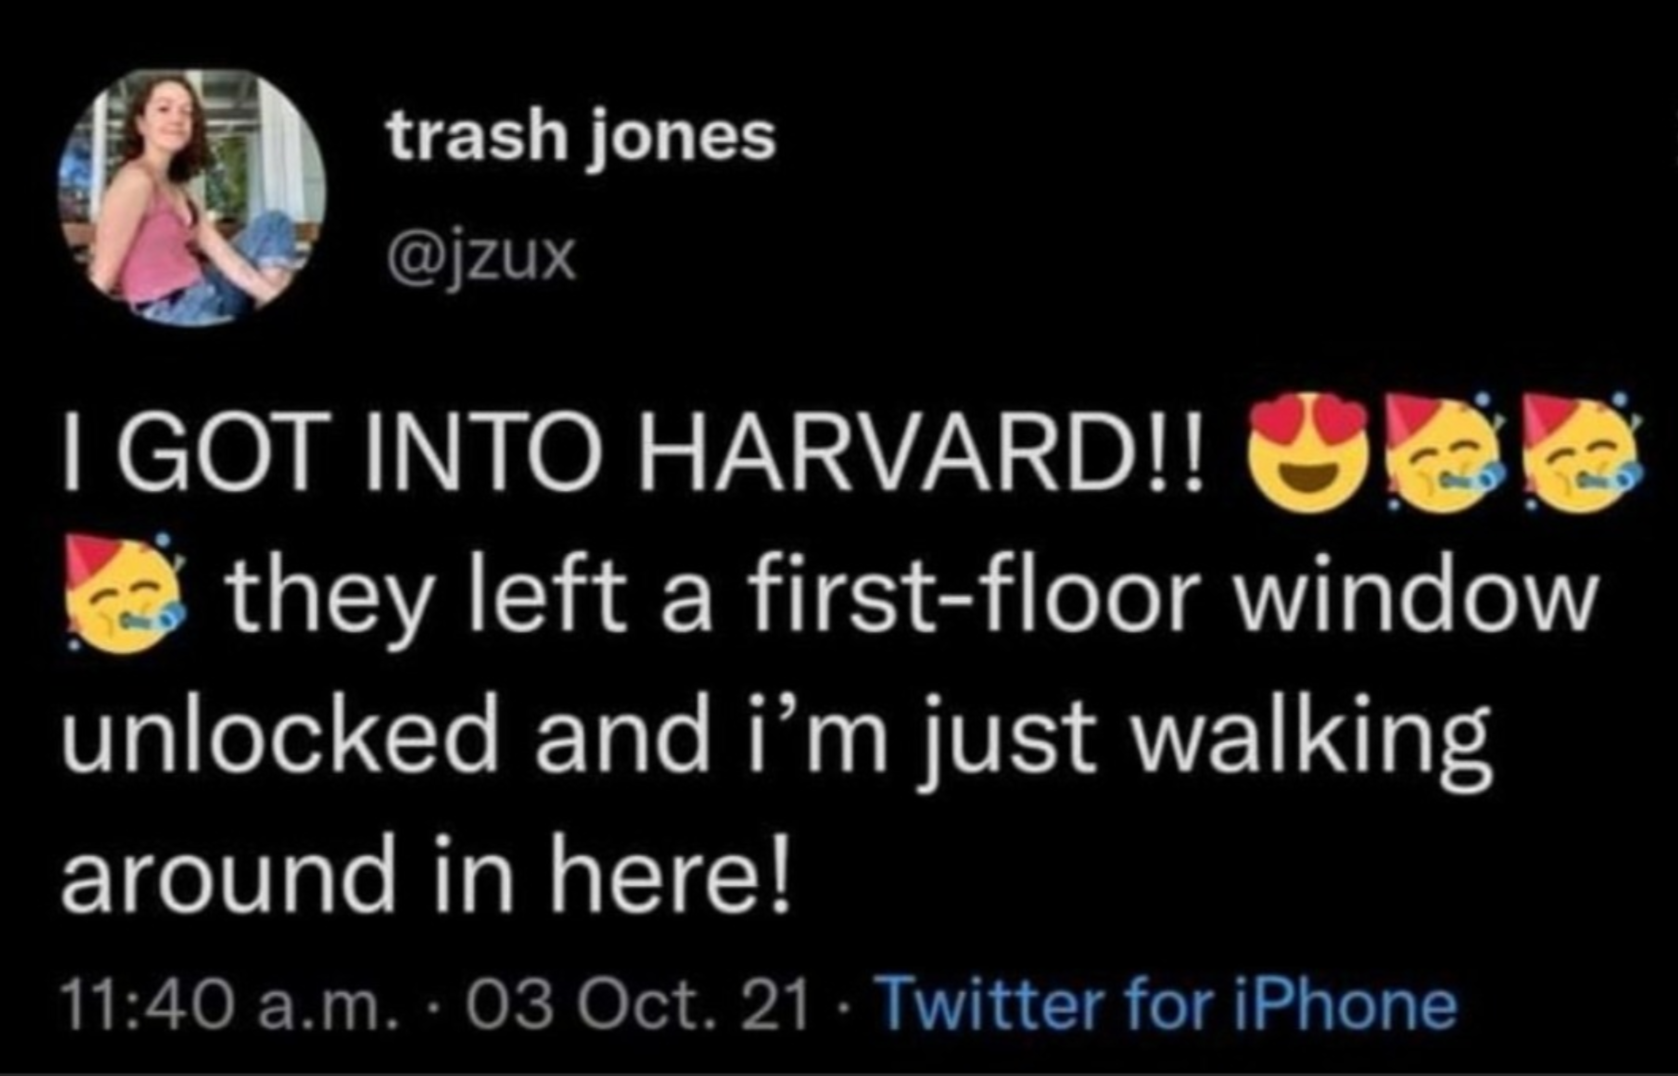 trash jones
@jzux
I GOT INTO HARVARD!! 😍🥳🥳
🥳 they left a first-floor window
unlocked and i’m just walking
around in here!
11:40 a.m. · 03 Oct. 21 · Twitter for iPhone